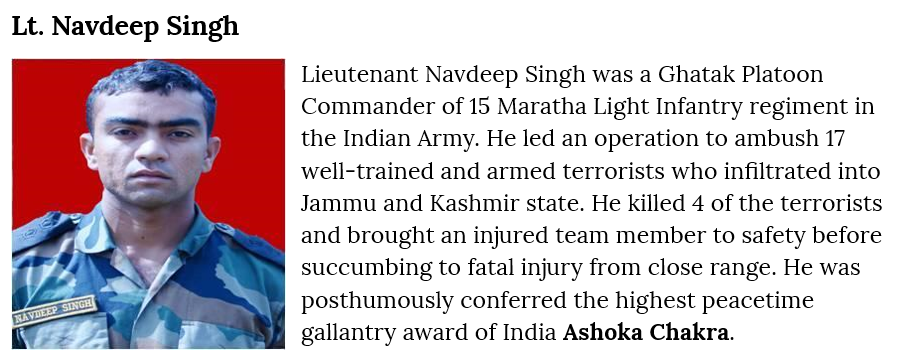 Lt. Navdeep Singh
Lieutenant Navdeep Singh was a Ghatak Platoon
Commander of 15 Maratha Light Infantry regiment in
the Indian Army. He led an operation to ambush 17
well-trained and armed terrorists who infiltrated into
Jammu and Kashmir state. He killed 4 of the terrorists
and brought an injured team member to safety before
succumbing to fatal injury from close range. He was
posthumously conferred the highest peacetime
gallantry award of India Ashoka Chakra.
NAVDEEP SINGH